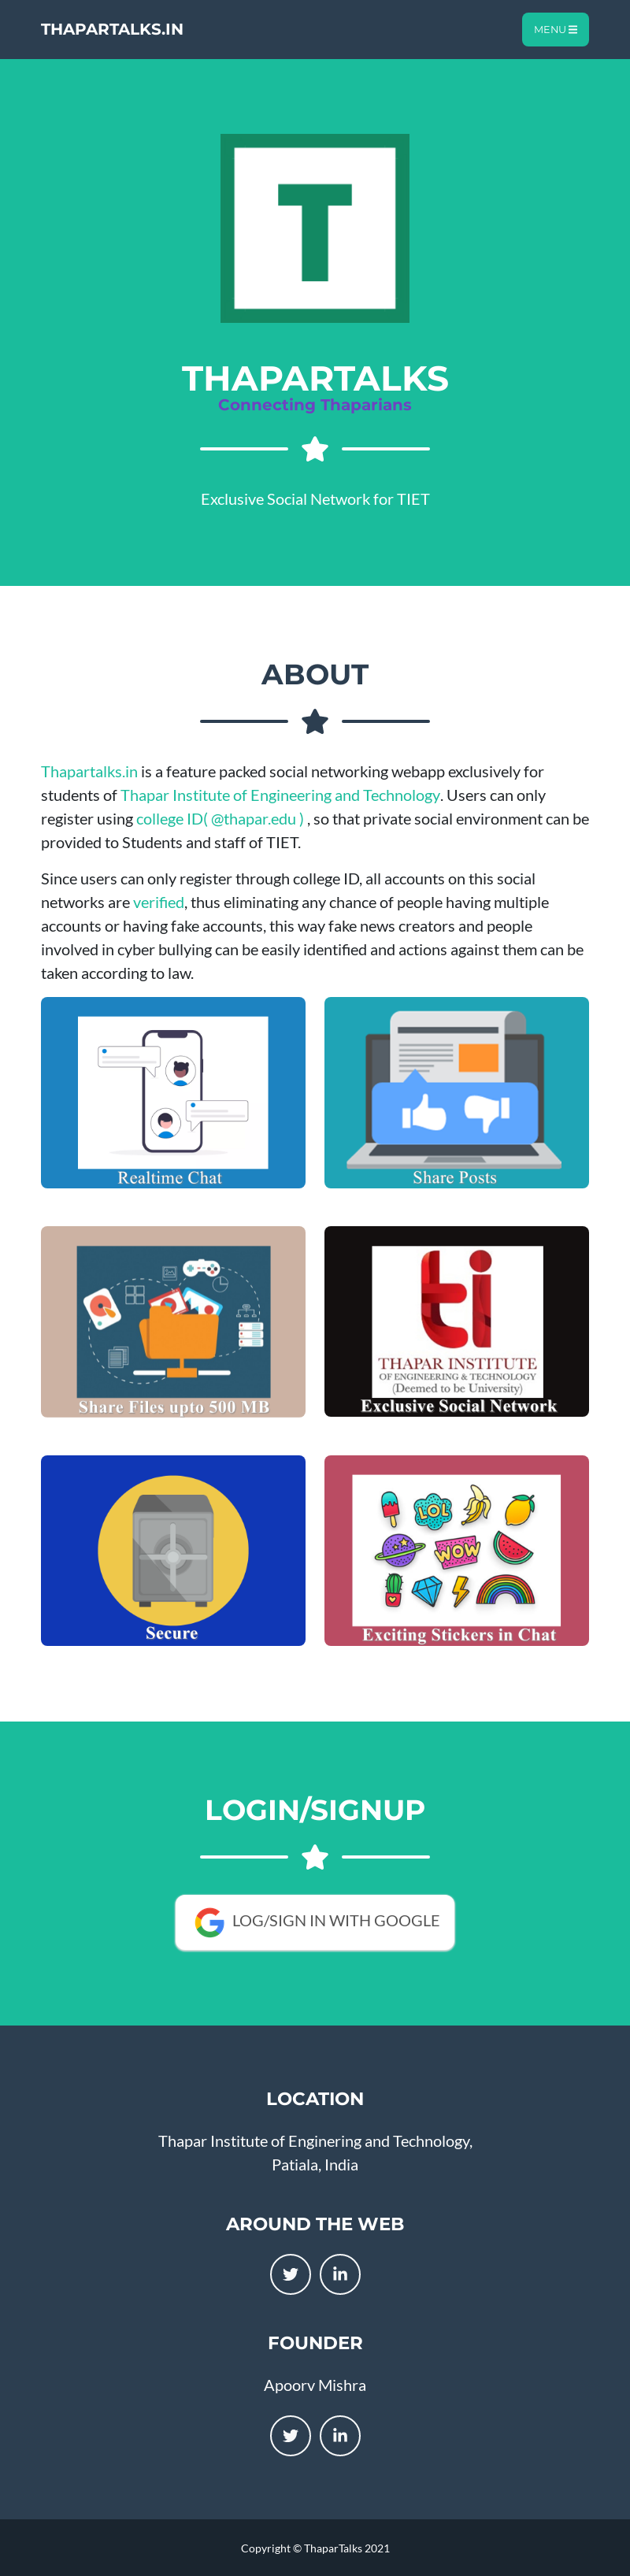 THAPARTALKS.IN
MENU
T
THAPARTALKS
Connecting Thaparians
Exclusive Social Network for TIET
ABOUT
Thapartalks.in is a feature packed social networking webapp exclusively for
students of Thapar Institute of Engineering and Technology. Users can only
register using college ID( @thapar.edu ) , so that private social environment can be
provided to Students and staff of TIET.
Since users can only register through college ID, all accounts on this social
networks are verified, thus eliminating any chance of people having multiple
accounts or having fake accounts, this way fake news creators and people
involved in cyber bullying can be easily identified and actions against them can be
taken according to law.
Realtime Chat
Share Posts
Share Files upto 500 MB
ti
THAPAR INSTITUTE
OF ENGINEERING & TECHNOLOGY
(Deemed to be University)
Exclusive Social Network
Secure
LOL
WOW
Exciting Stickers in Chat
LOGIN/SIGNUP
LOG/SIGN IN WITH GOOGLE
LOCATION
Thapar Institute of Enginering and Technology,
Patiala, India
AROUND THE WEB
in
FOUNDER
Apoorv Mishra
in
Copyright © ThaparTalks 2021